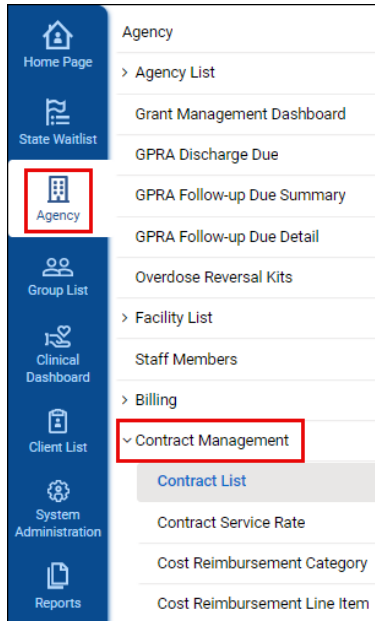 Home Page
State Waitlist
Agency
Group List
Clinical
Dashboard
Client List
System
Administration
Reports
Agency
> Agency List
Grant Management Dashboard
GPRA Discharge Due
GPRA Follow-up Due Summary
GPRA Follow-up Due Detail
Overdose Reversal Kits
> Facility List
Staff Members
> Billing
Contract Management
Contract List
Contract Service Rate
Cost Reimbursement Category
Cost Reimbursement Line Item